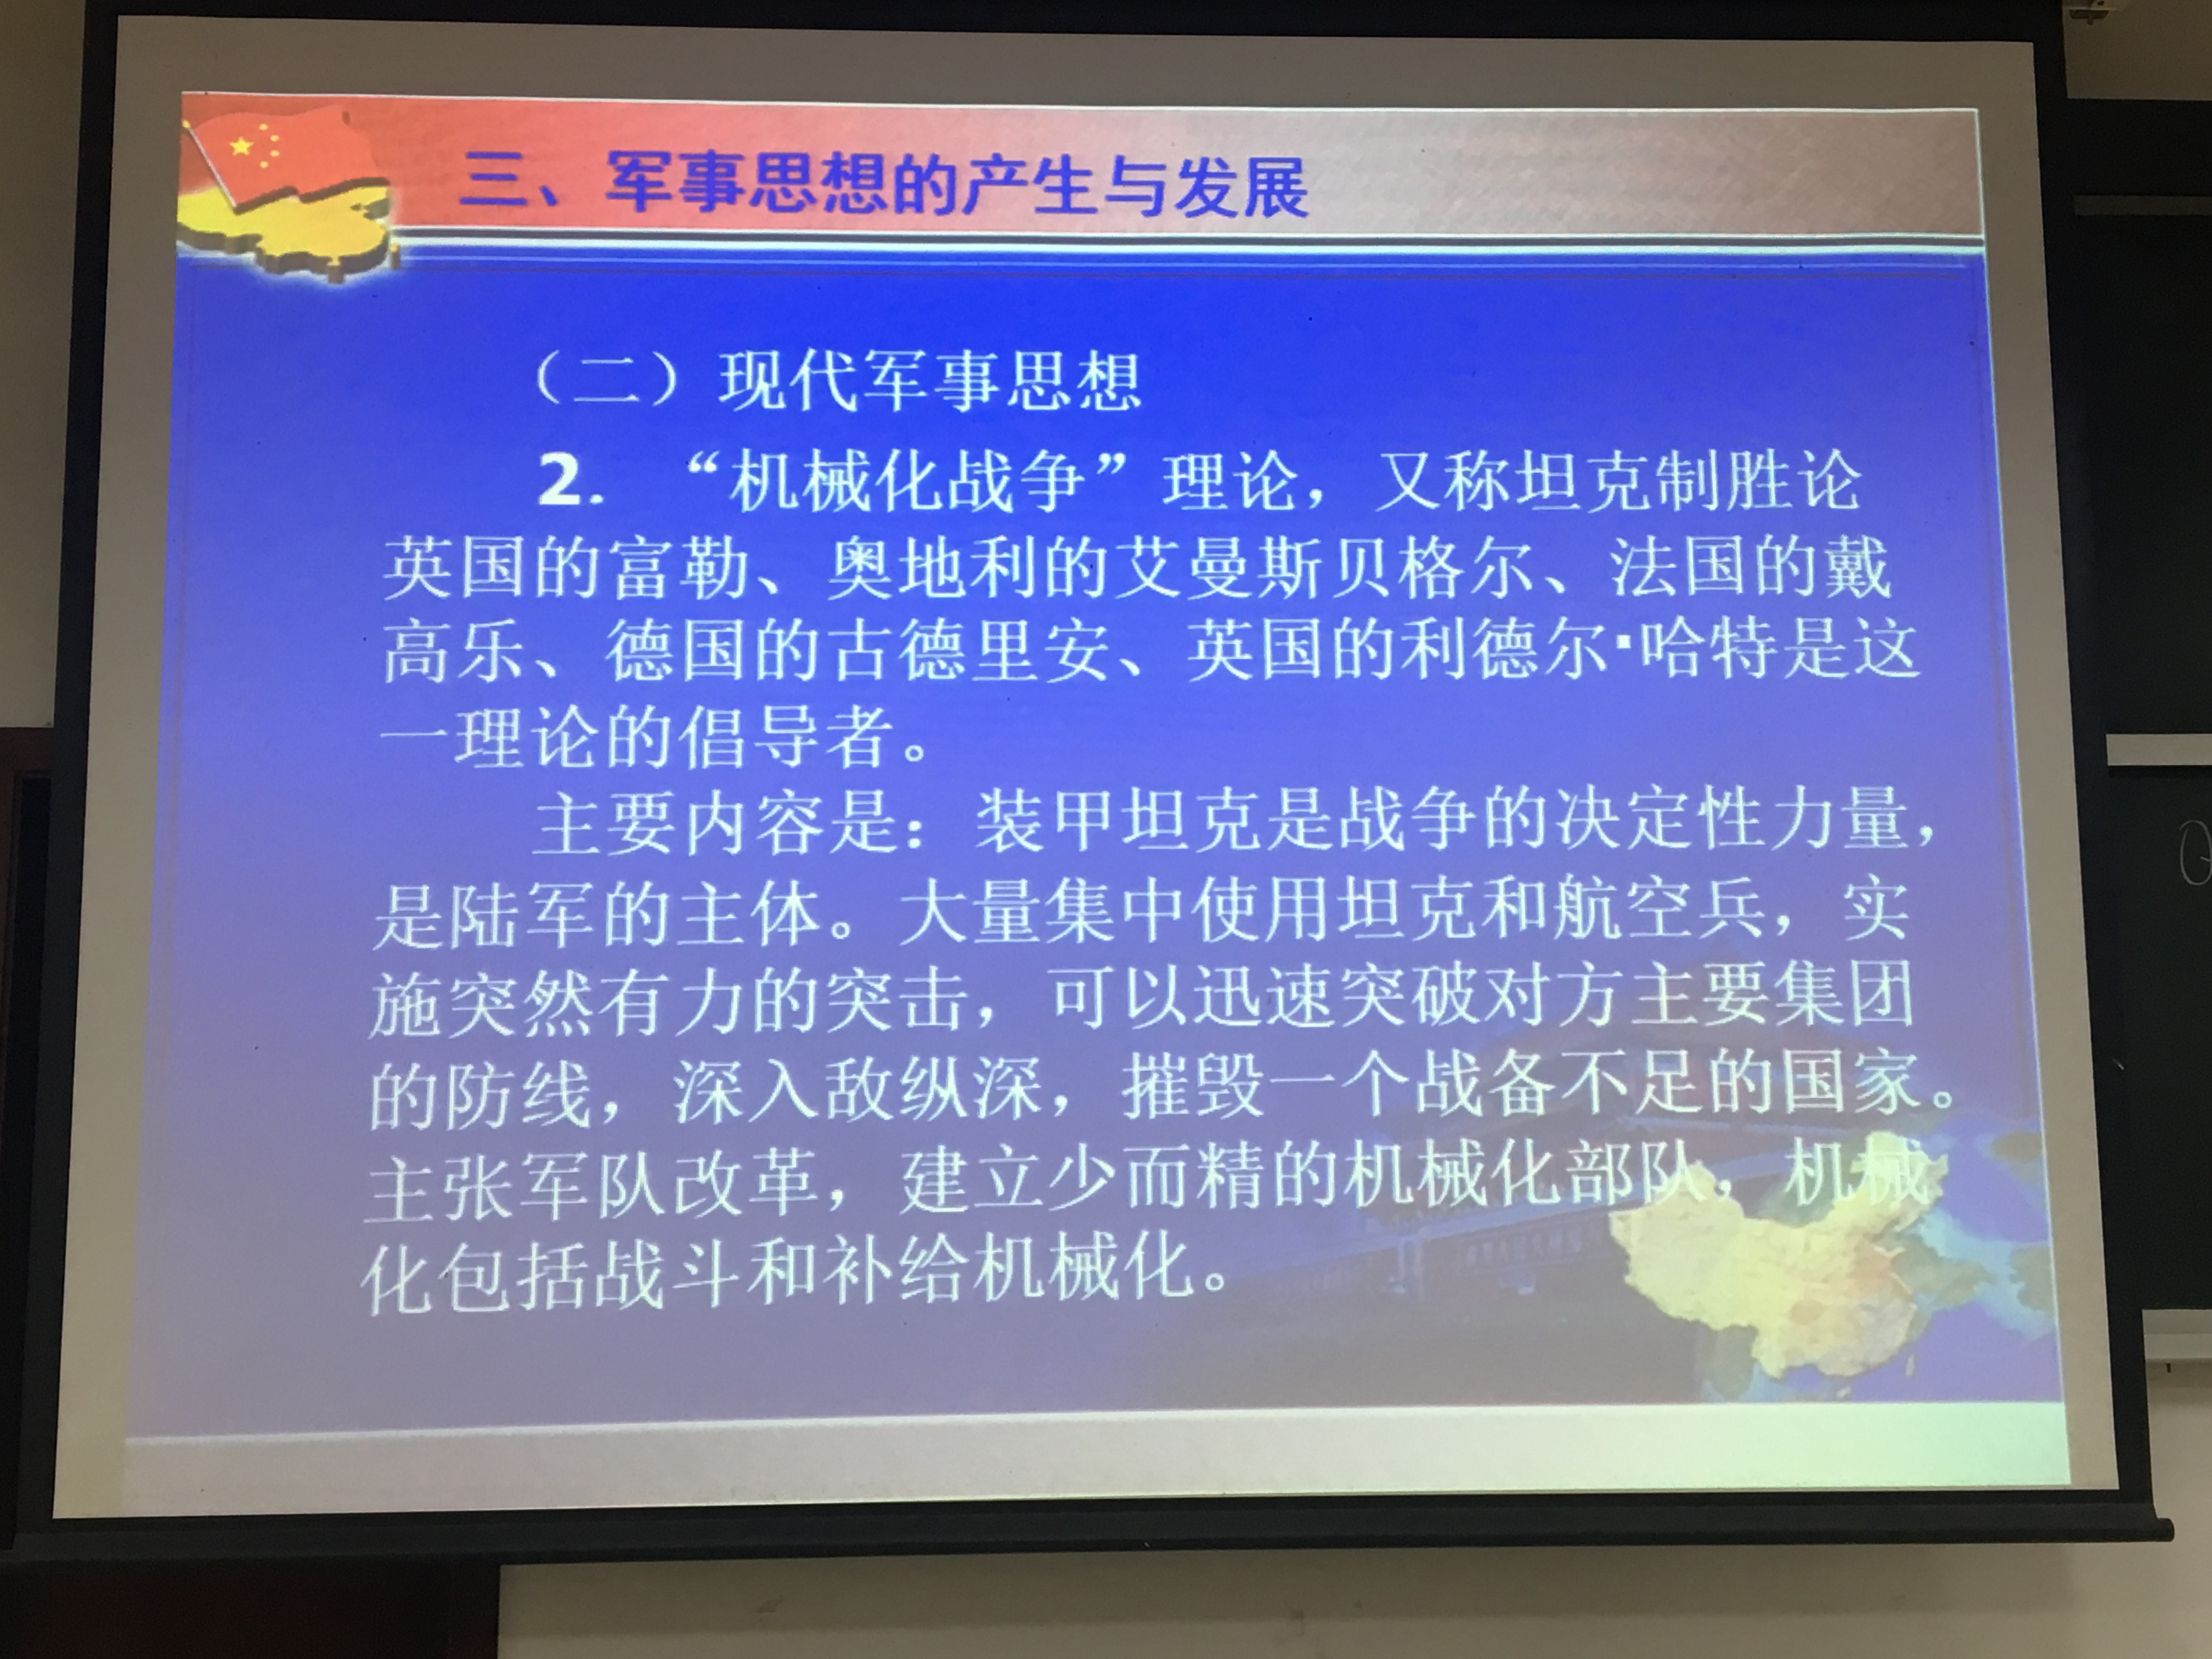 三、军事思想的产生与发展
（二）现代军事思想
2. “机械化战争”理论，又称坦克制胜论
英国的富勒、奥地利的艾曼斯贝格尔、法国的戴
高乐、德国的古德里安、英国的利德尔·哈特是这
一理论的倡导者。
主要内容是：装甲坦克是战争的决定性力量，
是陆军的主体。大量集中使用坦克和航空兵，实
施突然有力的突击，可以迅速突破对方主要集团
的防线，深入敌纵深，摧毁一个战备不足的国家。
主张军队改革，建立少而精的机械化部队，机械
化包括战斗和补给机械化。